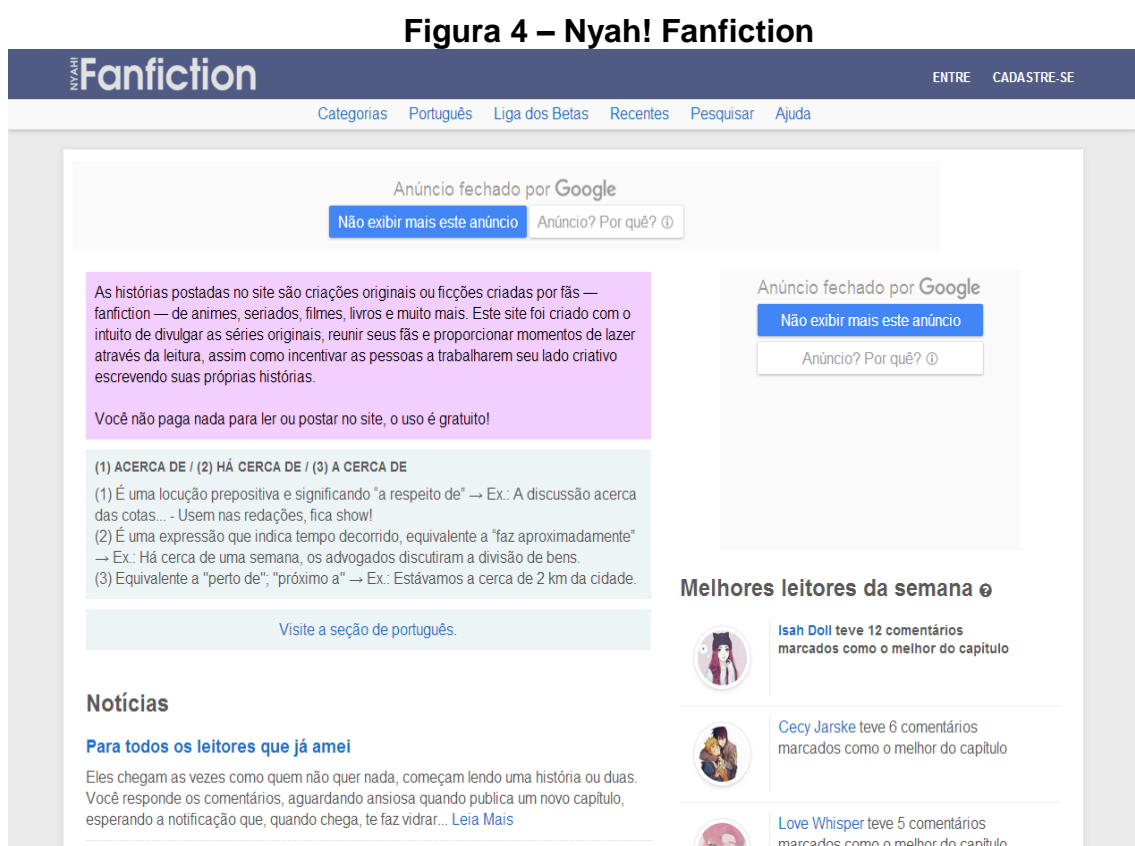 Figura 4 – Nyah! Fanfiction
NYAH! Fanfiction
ENTRE CADASTRE-SE
Categorias Português Liga dos Betas Recentes Pesquisar Ajuda
Anúncio fechado por Google
Não exibir mais este anúncio Anúncio? Por quê?
As histórias postadas no site são criações originais ou ficções criadas por fãs —
fanfiction — de animes, seriados, filmes, livros e muito mais. Este site foi criado com o
intuito de divulgar as séries originais, reunir seus fãs e proporcionar momentos de lazer
através da leitura, assim como incentivar as pessoas a trabalharem seu lado criativo
escrevendo suas próprias histórias.
Você não paga nada para ler ou postar no site, o uso é gratuito!
(1) ACERCA DE / (2) HÁ CERCA DE / (3) A CERCA DE
(1) É uma locução prepositiva e significando "a respeito de" → Ex.: A discussão acerca
das cotas... - Usem nas redações, fica show!
(2) É uma expressão que indica tempo decorrido, equivalente a "faz aproximadamente"
→ Ex.: Há cerca de uma semana, os advogados discutiram a divisão de bens.
(3) Equivalente a "perto de"; "próximo a" → Ex.: Estávamos a cerca de 2 km da cidade.
Visite a seção de português.
Notícias
Para todos os leitores que já amei
Eles chegam as vezes como quem não quer nada, começam lendo uma história ou duas.
Você responde os comentários, aguardando ansiosa quando publica um novo capítulo,
esperando a notificação que, quando chega, te faz vidrar... Leia Mais
Anúncio fechado por Google
Não exibir mais este anúncio
Anúncio? Por quê?
Melhores leitores da semana
Isah Doll teve 12 comentários
marcados como o melhor do capítulo
Cecy Jarske teve 6 comentários
marcados como o melhor do capítulo
Love Whisper teve 5 comentários
marcados como o melhor do capítulo